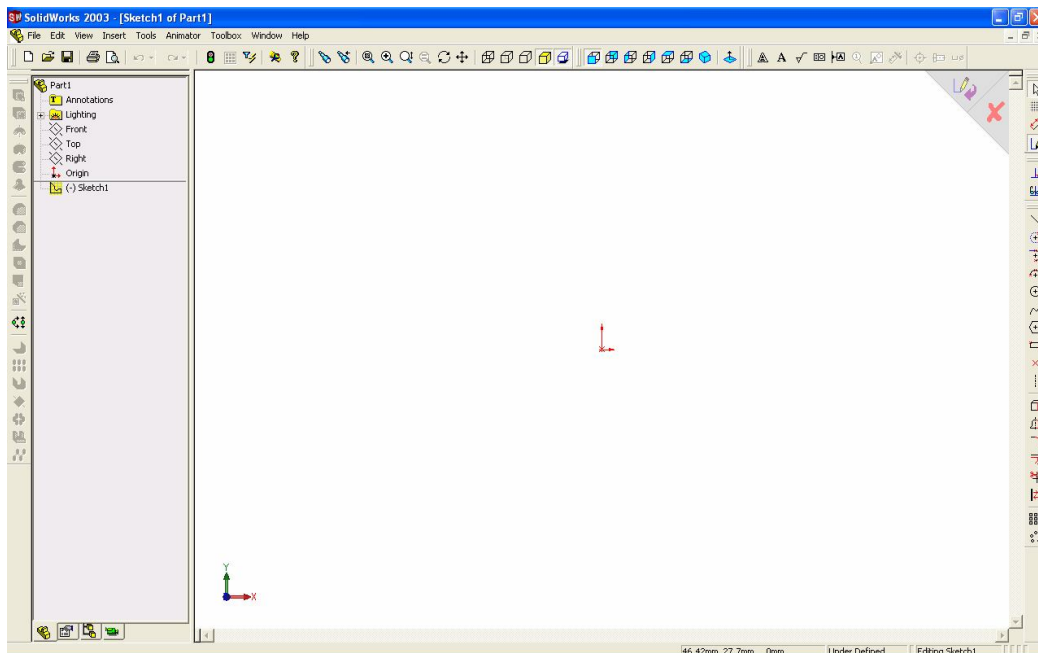 SolidWorks 2003 - [Sketch1 of Part1]
File Edit View Insert Tools Animator Toolbox Window Help
Part1
Annotations
Lighting
Front
Top
Right
Origin
(-) Sketch1
Y
X
46.42mm 27.7mm 0mm Under Defined Editing Sketch1